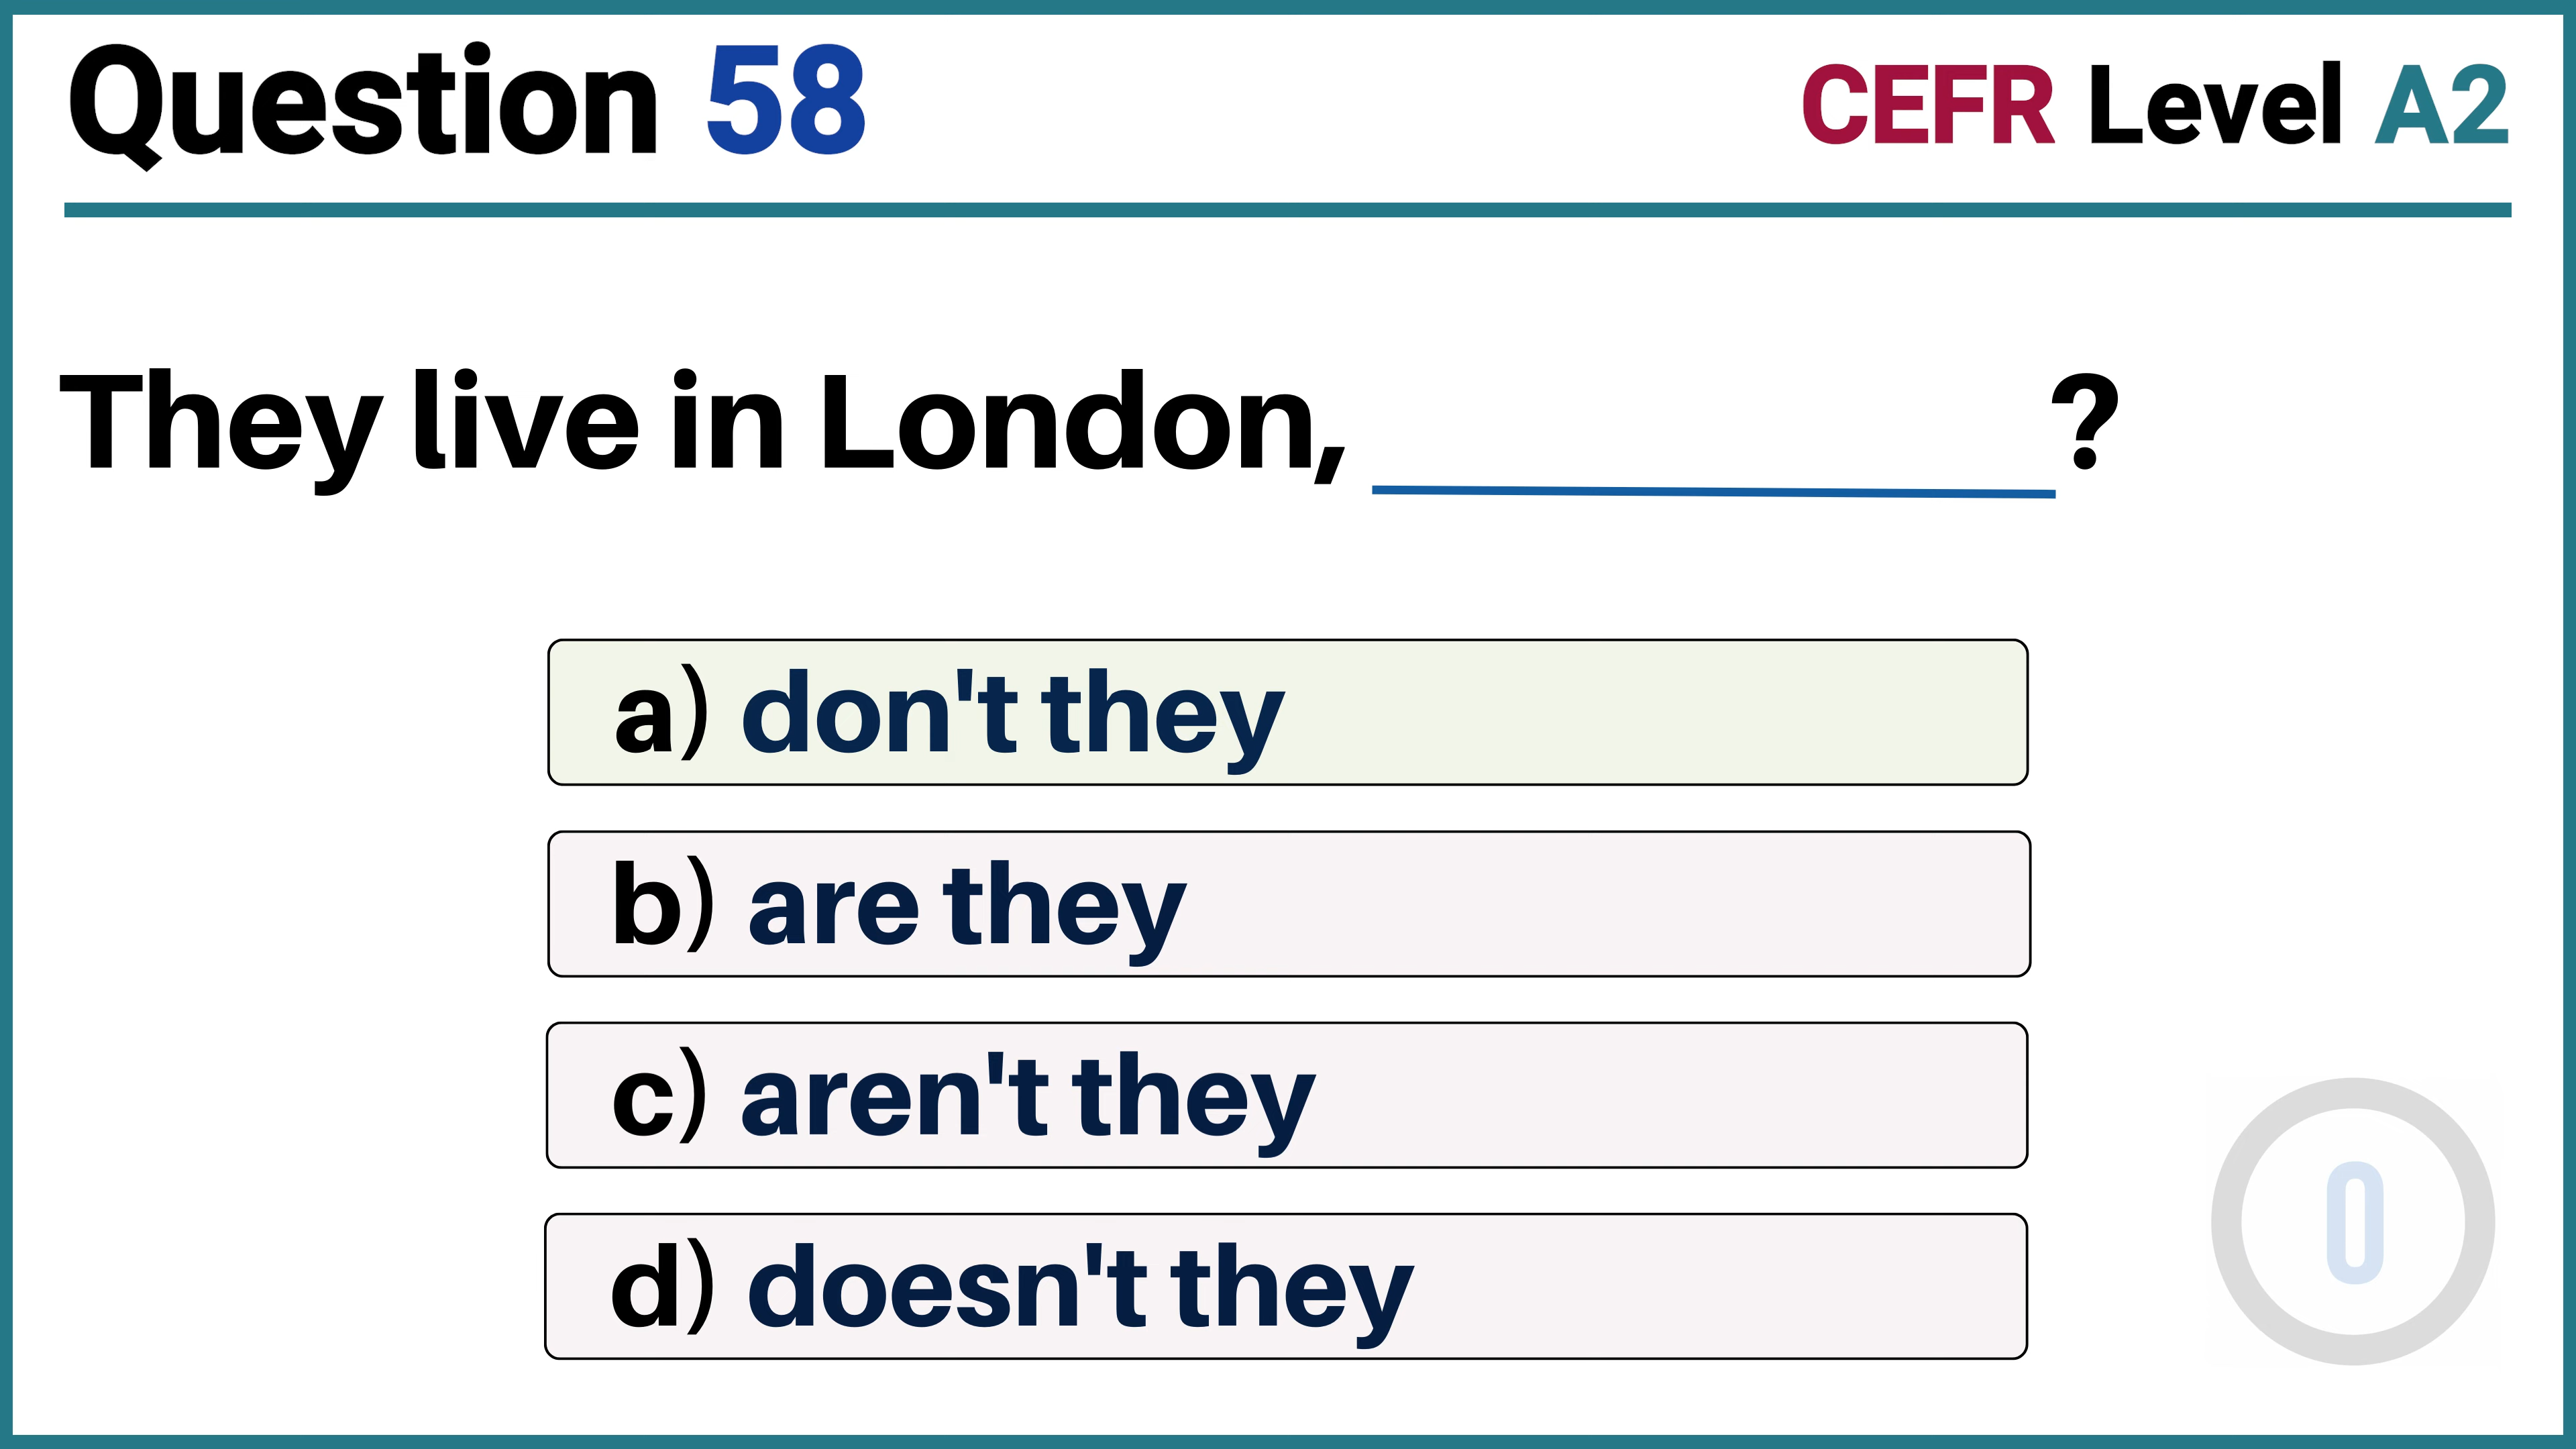 Question 58
CEFR Level A2
They live in London, ?
a) don't they
b) are they
c) aren't they
d) doesn't they
0